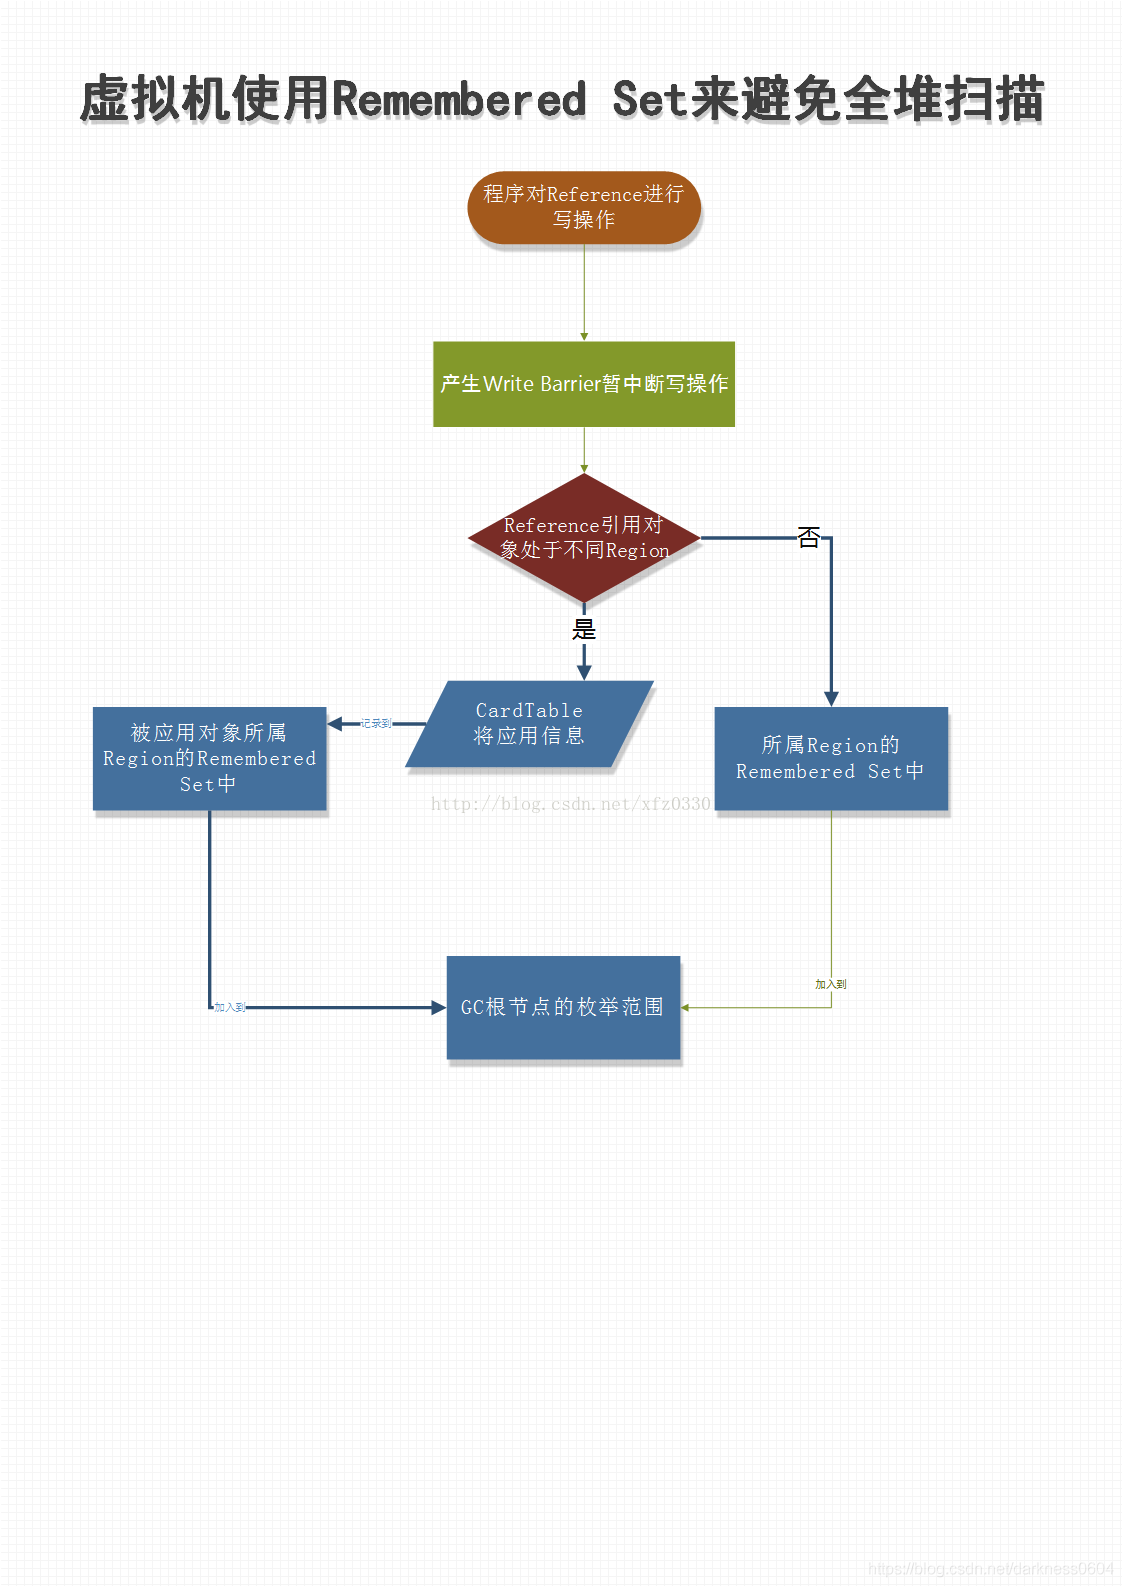 虚拟机使用Remembered Set来避免全堆扫描
程序对Reference进行
写操作
产生Write Barrier暂中断写操作
Reference引用对
象处于不同Region
否
是
CardTable
将应用信息
记录到
被应用对象所属
Region的Remembered
Set中
所属Region的
Remembered Set中
http://blog.csdn.net/xfz0330
加入到
加入到
GC根节点的枚举范围
https://blog.csdn.net/darkness0604